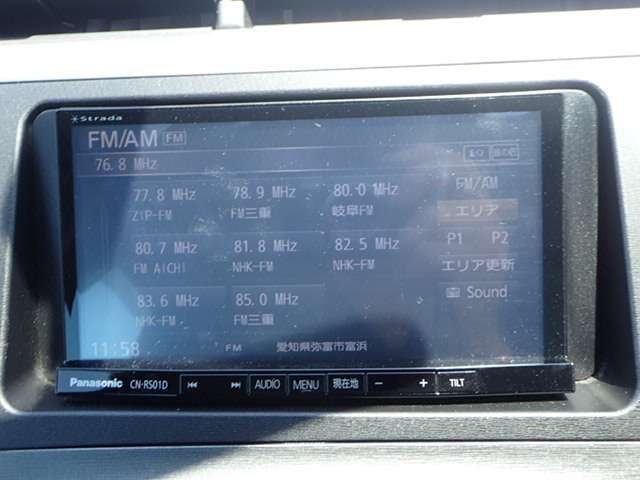 Strada
FM/AM FM
76.8 MHz
77.8 MHz 78.9 MHz 80.0 MHz FM/AM
ZIP-FM FM三重 岐阜FM エリア
80.7 MHz 81.8 MHz 82.5 MHz P1 P2
FM AICHI NHK-FM NHK-FM エリア更新
83.6 MHz 85.0 MHz Sound
NHK-FM FM三重
11:58 FM 愛知県弥富市富浜
Panasonic CN-RS01D AUDIO MENU 現在地 − + TILT